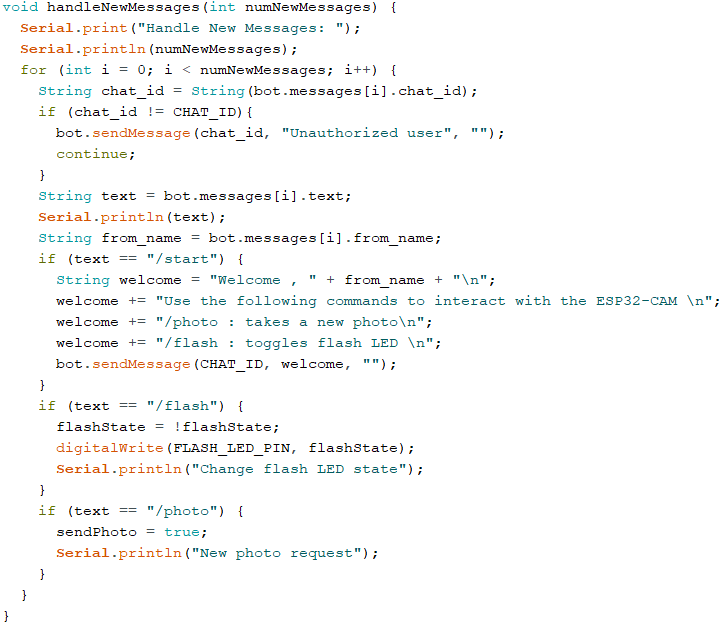 void handleNewMessages(int numNewMessages) {
  Serial.print("Handle New Messages: ");
  Serial.println(numNewMessages);
  for (int i = 0; i < numNewMessages; i++) {
    String chat_id = String(bot.messages[i].chat_id);
    if (chat_id != CHAT_ID){
      bot.sendMessage(chat_id, "Unauthorized user", "");
      continue;
    }
    String text = bot.messages[i].text;
    Serial.println(text);
    String from_name = bot.messages[i].from_name;
    if (text == "/start") {
      String welcome = "Welcome , " + from_name + "\n";
      welcome += "Use the following commands to interact with the ESP32-CAM \n";
      welcome += "/photo : takes a new photo\n";
      welcome += "/flash : toggles flash LED \n";
      bot.sendMessage(CHAT_ID, welcome, "");
    }
    if (text == "/flash") {
      flashState = !flashState;
      digitalWrite(FLASH_LED_PIN, flashState);
      Serial.println("Change flash LED state");
    }
    if (text == "/photo") {
      sendPhoto = true;
      Serial.println("New photo request");
    }
  }
}